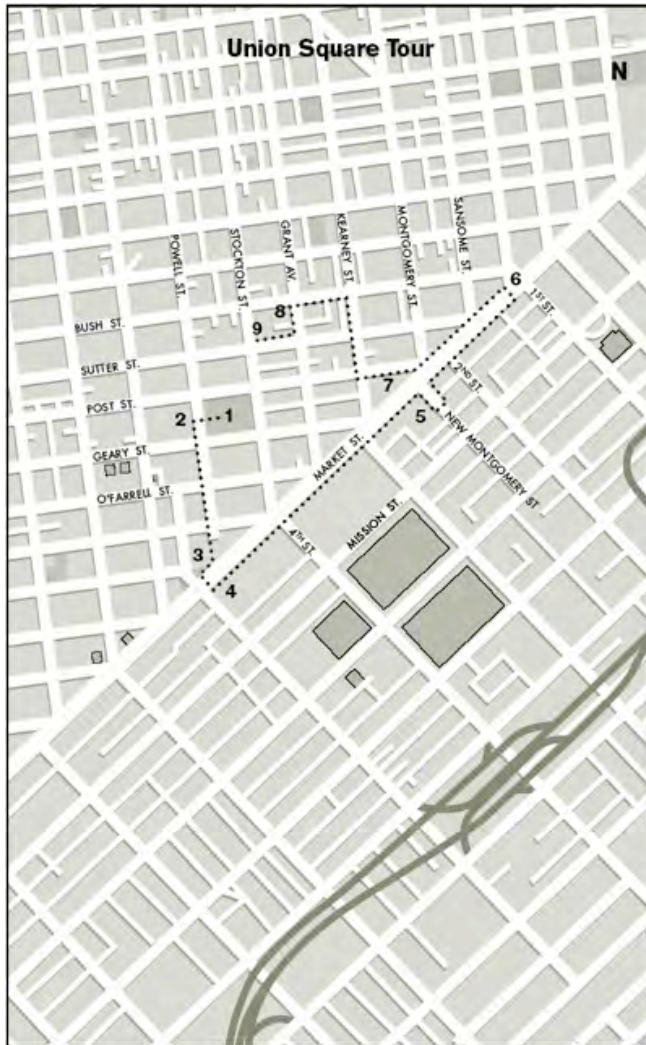 Union Square Tour
N
POWELL ST.
STOCKTON ST.
GRANT AV.
KEARNEY ST.
MONTGOMERY ST.
SANSOME ST.
6
1ST ST.
8
9
BUSH ST.
SUTTER ST.
7
2ND ST.
POST ST.
2
1
5
NEW MONTGOMERY ST
GEARY ST.
MARKET ST.
O'FARRELL ST.
MISSION ST.
4TH ST.
3
4